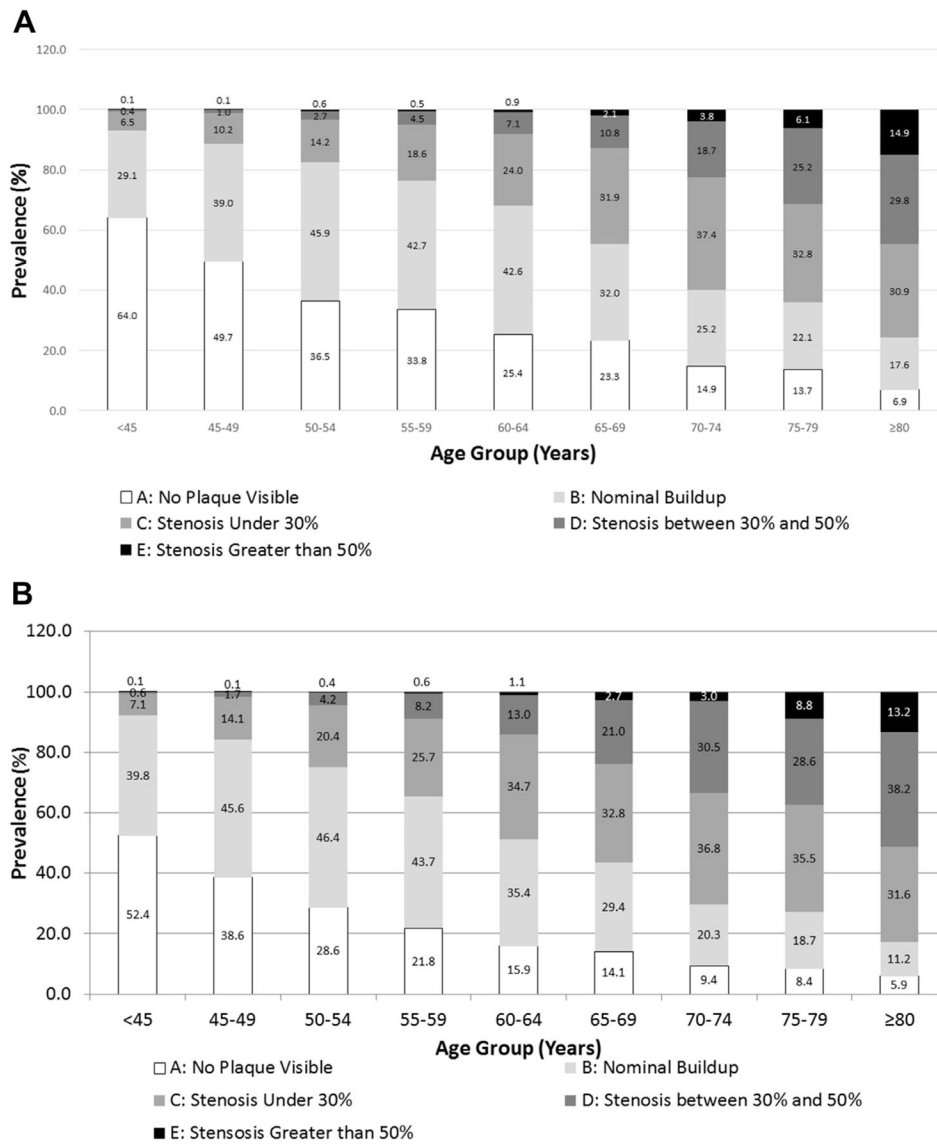 A
120.0
0.1 0.1 0.6 0.5 0.9
100.0
0.4 1.0 2.7 4.5 7.1 2.1 3.8 6.1 14.9
6.5 10.2 14.2 18.6 24.0 10.8 18.7 25.2 29.8
80.0
29.1 39.0 45.9 42.7 42.6 31.9 37.4 32.8 30.9
60.0
64.0 49.7 36.5 33.8 25.4 32.0 25.2 22.1 17.6
40.0
23.3 14.9 13.7 6.9
20.0
0.0
Prevalence (%)
<45 45-49 50-54 55-59 60-64 65-69 70-74 75-79 ≥80
Age Group (Years)
A: No Plaque Visible B: Nominal Buildup
C: Stenosis Under 30% D: Stenosis between 30% and 50%
E: Stenosis Greater than 50%
B
120.0
0.1 0.1 0.4 0.6 1.1
100.0
0.6 1.7 4.2 8.2 13.0 2.7 3.0 8.8 13.2
7.1 14.1 20.4 25.7 34.7 21.0 30.5 28.6 38.2
80.0
39.8 45.6 46.4 43.7 35.4 32.8 36.8 35.5 31.6
60.0
52.4 38.6 28.6 21.8 15.9 29.4 20.3 18.7 11.2
40.0
14.1 9.4 8.4 5.9
20.0
0.0
Prevalence (%)
<45 45-49 50-54 55-59 60-64 65-69 70-74 75-79 ≥80
Age Group (Years)
A: No Plaque Visible B: Nominal Buildup
C: Stenosis Under 30% D: Stenosis between 30% and 50%
E: Stensosis Greater than 50%